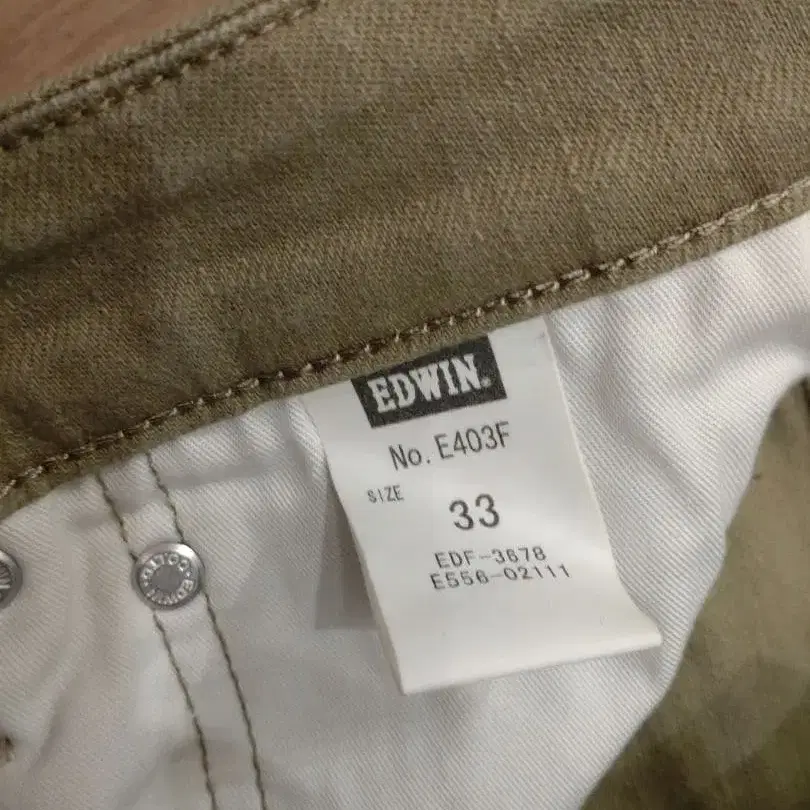 EDWIN.
No. E403F
SIZE
33
EDF-3678
E556-02111